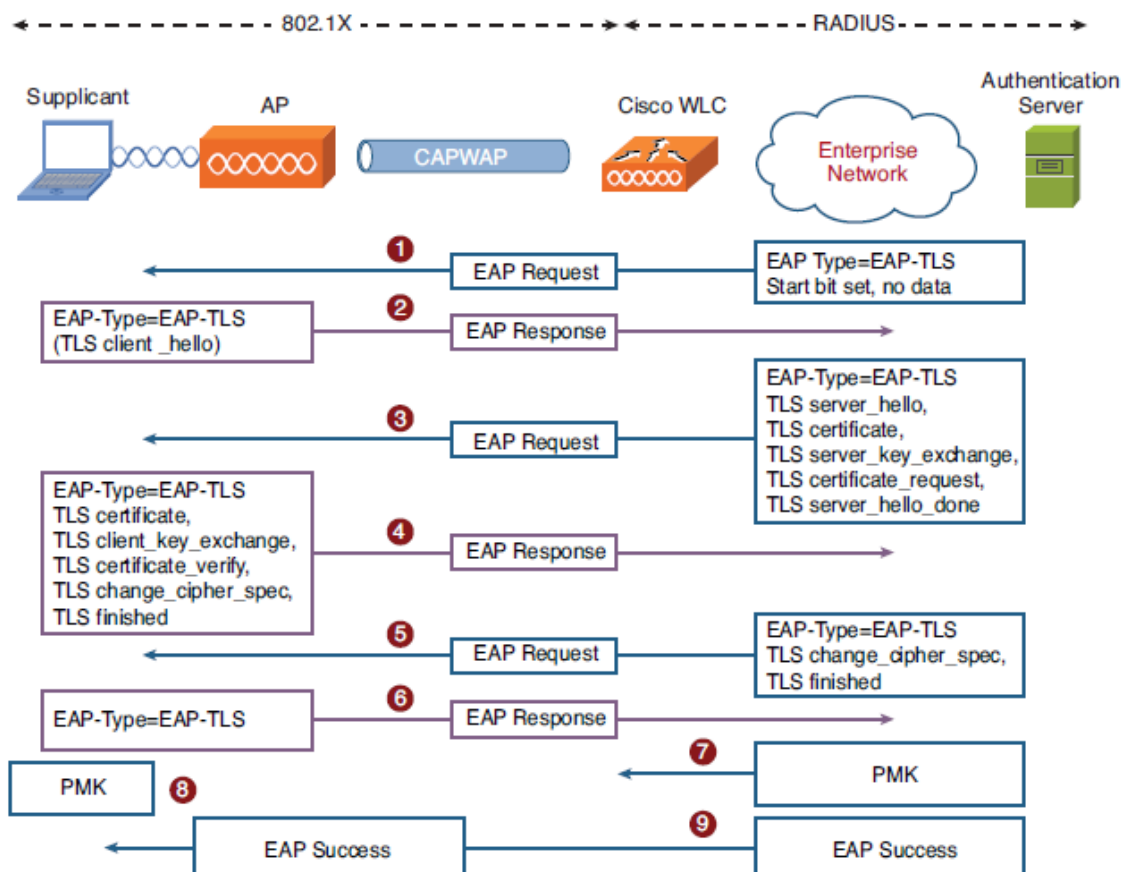 802.1X
RADIUS
Supplicant
AP
CAPWAP
Cisco WLC
Enterprise
Network
Authentication
Server
1
EAP Request
EAP Type=EAP-TLS
Start bit set, no data
EAP-Type=EAP-TLS
(TLS client _hello)
2
EAP Response
3
EAP Request
EAP-Type=EAP-TLS
TLS server_hello,
TLS certificate,
TLS server_key_exchange,
TLS certificate_request,
TLS server_hello_done
EAP-Type=EAP-TLS
TLS certificate,
TLS client_key_exchange,
TLS certificate_verify,
TLS change_cipher_spec,
TLS finished
4
EAP Response
5
EAP Request
EAP-Type=EAP-TLS
TLS change_cipher_spec,
TLS finished
EAP-Type=EAP-TLS
6
EAP Response
7
PMK
PMK
8
9
EAP Success
EAP Success